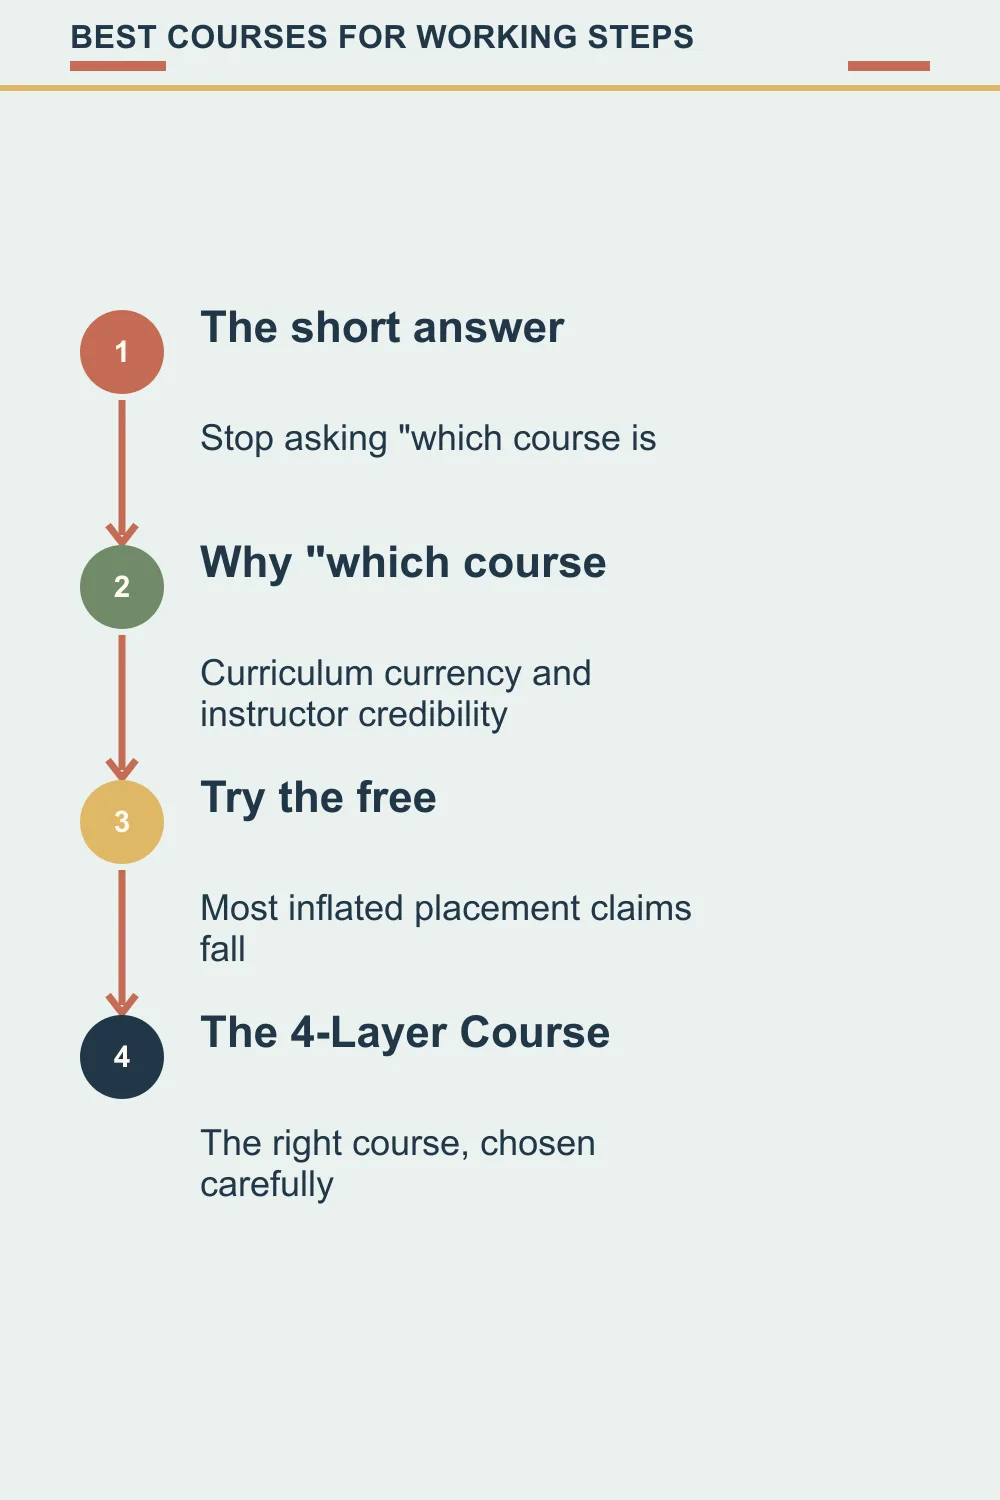 BEST COURSES FOR WORKING STEPS
1
The short answer
Stop asking "which course is
2
Why "which course
Curriculum currency and
instructor credibility
3
Try the free
Most inflated placement claims
fall
4
The 4-Layer Course
The right course, chosen
carefully